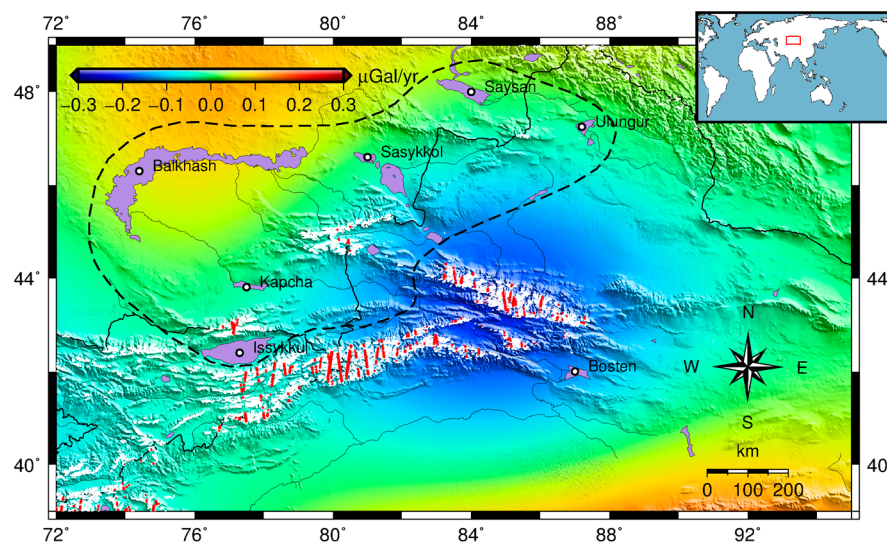 72 76 80 84 88
48
44
40
48
44
40
72 76 80 84 88 92
μGal/yr
−0.3 −0.2 −0.1 0.0 0.1 0.2 0.3
Saysan
Ulungur
Sasykkol
Balkhash
Kapcha
Issykkul
Bosten
N
W E
S
km
0 100 200